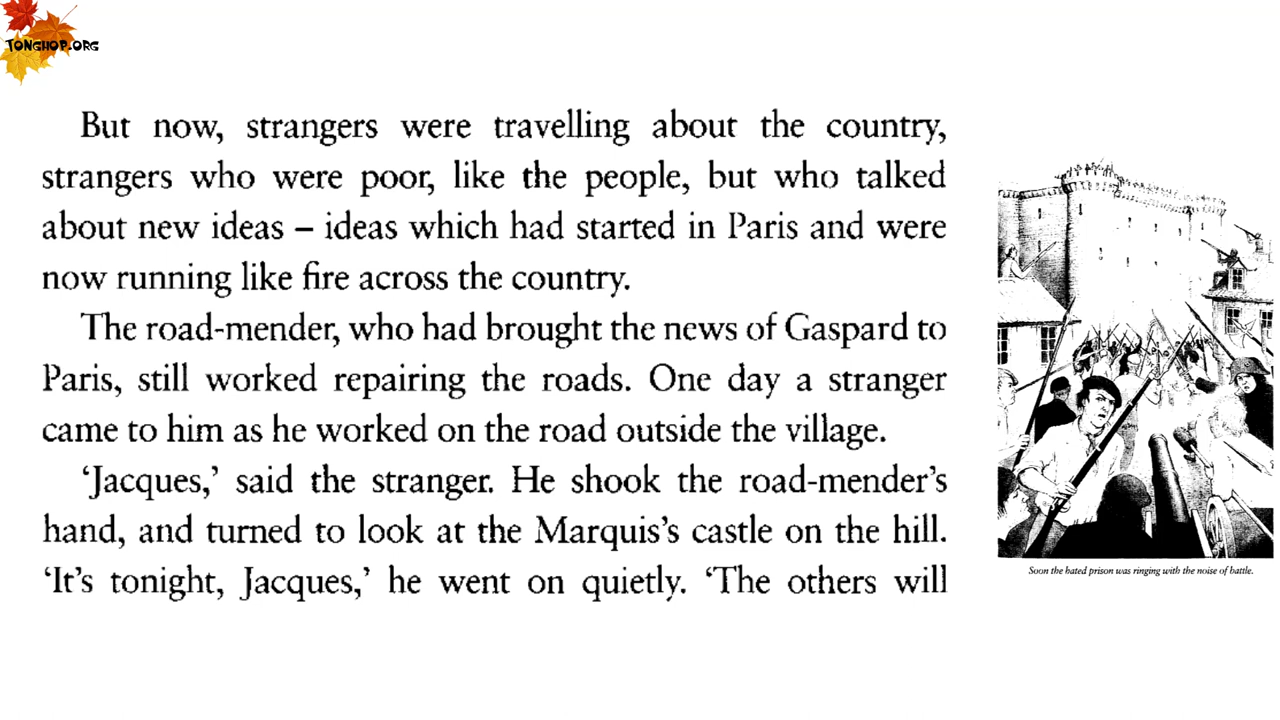 TONGHOP.ORG
But now, strangers were travelling about the country,
strangers who were poor, like the people, but who talked
about new ideas – ideas which had started in Paris and were
now running like fire across the country.
The road-mender, who had brought the news of Gaspard to
Paris, still worked repairing the roads. One day a stranger
came to him as he worked on the road outside the village.
‘Jacques,’ said the stranger. He shook the road-mender’s
hand, and turned to look at the Marquis’s castle on the hill.
‘It’s tonight, Jacques,’ he went on quietly. ‘The others will
Soon the hated prison was ringing with the noise of battle.